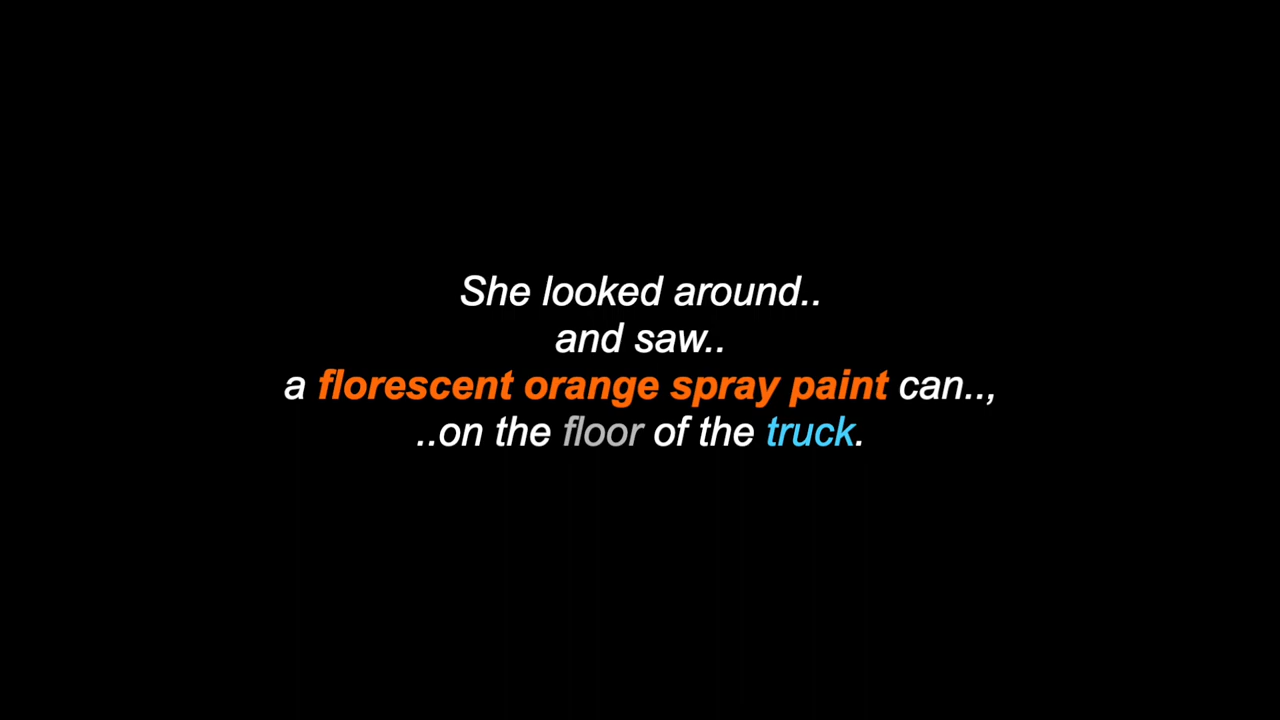 She looked around..
and saw..
a florescent orange spray paint can..,
..on the floor of the truck.